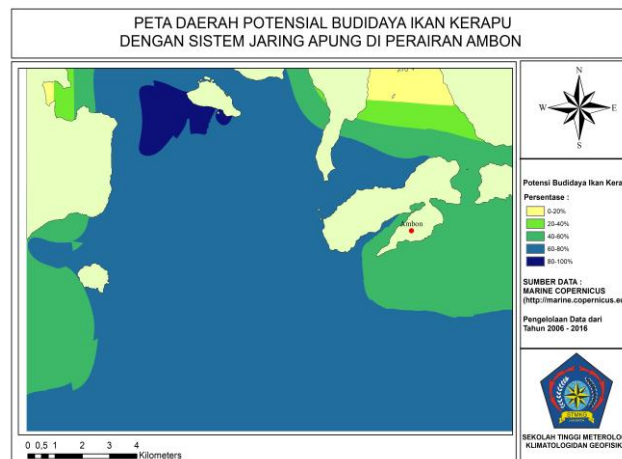 PETA DAERAH POTENSIAL BUDIDAYA IKAN KERAPU
DENGAN SISTEM JARING APUNG DI PERAIRAN AMBON
N
W E
S
Ambon
Potensi Budidaya Ikan Kera
Persentase :
0-20%
20-40%
40-60%
60-80%
80-100%
SUMBER DATA :
MARINE COPERNICUS
(http://marine.copernicus.eu
Pengelolaan Data dari
Tahun 2006 - 2016
STMKG
SEKOLAH TINGGI METEROLO
KLIMATOLOGIDAN GEOFISIK
0 0,5 1 2 3 4
Kilometers